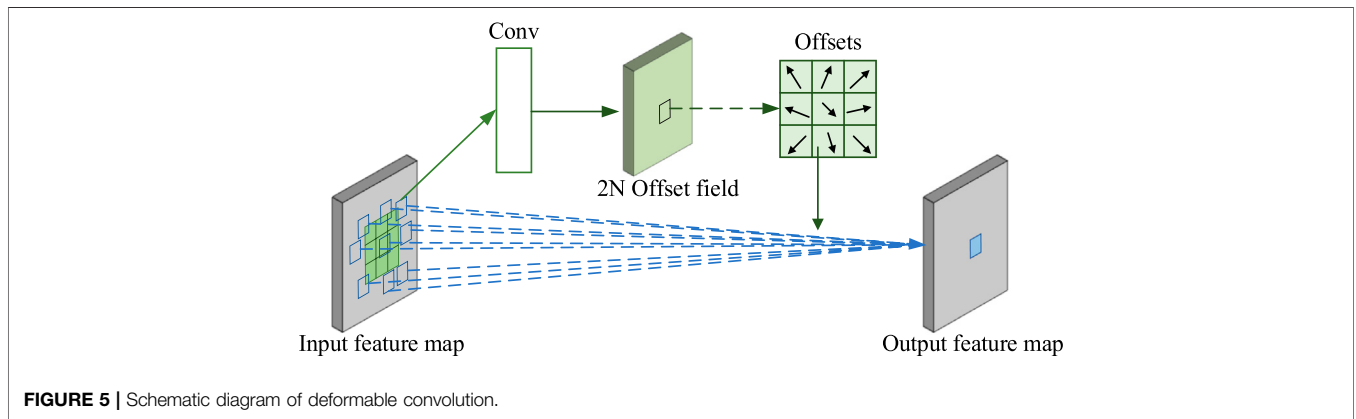 Conv
Offsets
2N Offset field
Input feature map
Output feature map
FIGURE 5 | Schematic diagram of deformable convolution.